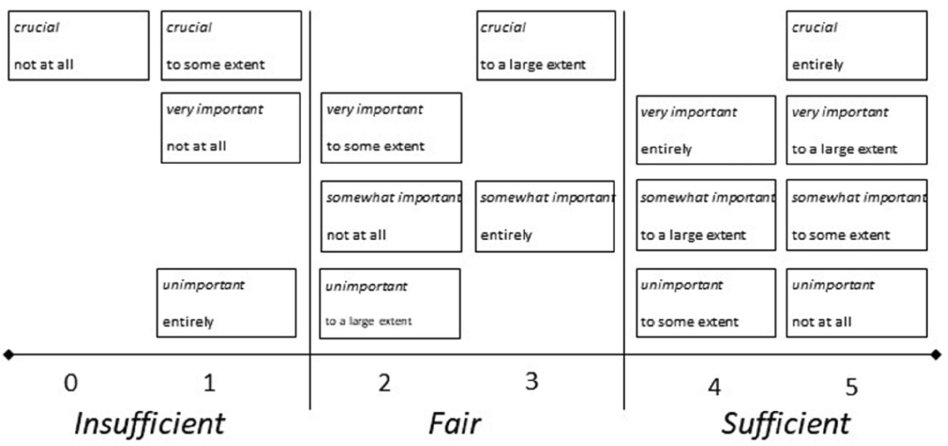 crucial
not at all
crucial
to some extent
crucial
to a large extent
crucial
entirely
very important
not at all
very important
to some extent
very important
entirely
very important
to a large extent
somewhat important
not at all
somewhat important
entirely
somewhat important
to a large extent
somewhat important
to some extent
unimportant
entirely
unimportant
to a large extent
unimportant
to some extent
unimportant
not at all
0 1 2 3 4 5
Insufficient Fair Sufficient